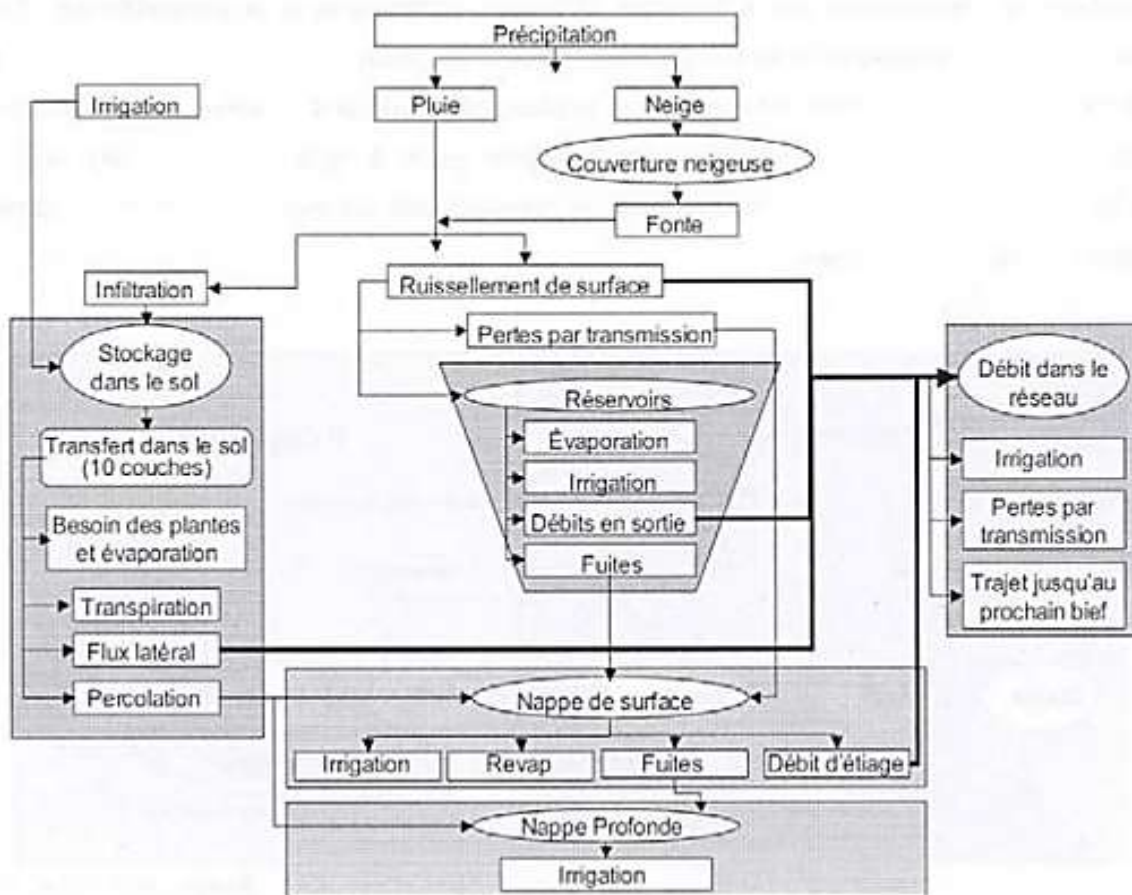 Précipitation
Irrigation
Pluie
Neige
Couverture neigeuse
Fonte
Infiltration
Ruissellement de surface
Pertes par transmission
Stockage
dans le sol
Réservoirs
Débit dans le
réseau
Transfert dans le sol
(10 couches)
Évaporation
Irrigation
Débits en sortie
Fuites
Irrigation
Pertes par
transmission
Trajet jusqu'au
prochain bief
Besoin des plantes
et évaporation
Transpiration
Flux latéral
Percolation
Nappe de surface
Irrigation
Revap
Fuites
Débit d'étiage
Nappe Profonde
Irrigation